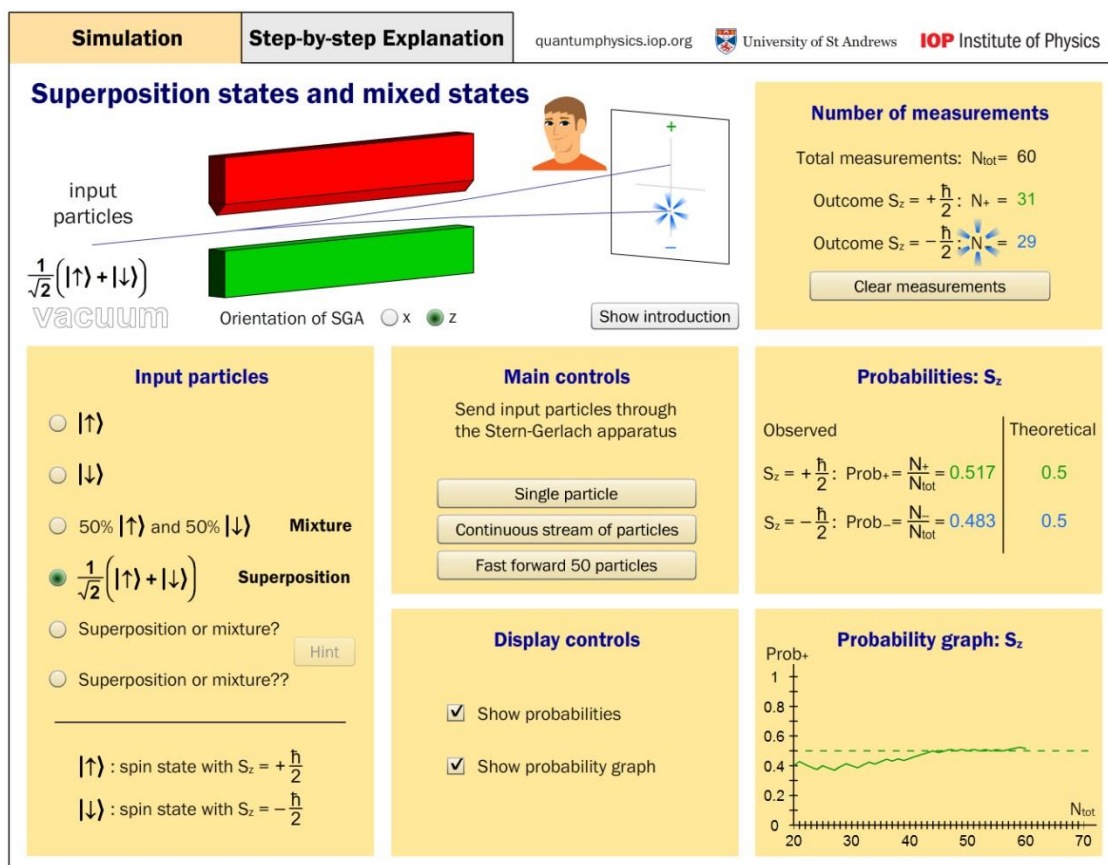 Simulation
Step-by-step Explanation
quantumphysics.iop.org
University of St Andrews
IOP Institute of Physics
Superposition states and mixed states
input
particles
1/√2 (|↑⟩ + |↓⟩)
vacuum
+
−
Orientation of SGA x z
Show introduction
Number of measurements
Total measurements: Ntot= 60
Outcome Sz = +ħ/2: N+ = 31
Outcome Sz = −ħ/2: N− = 29
Clear measurements
Input particles
|↑⟩
|↓⟩
50% |↑⟩ and 50% |↓⟩ Mixture
1/√2 (|↑⟩ + |↓⟩) Superposition
Superposition or mixture?
Hint
Superposition or mixture??
|↑⟩ : spin state with Sz = +ħ/2
|↓⟩ : spin state with Sz = −ħ/2
Main controls
Send input particles through
the Stern-Gerlach apparatus
Single particle
Continuous stream of particles
Fast forward 50 particles
Display controls
Show probabilities
Show probability graph
Probabilities: Sz
Observed Theoretical
Sz = +ħ/2: Prob+ = N+/Ntot = 0.517 0.5
Sz = −ħ/2: Prob− = N−/Ntot = 0.483 0.5
Probability graph: Sz
Prob+
1
0.8
0.6
0.4
0.2
0
Ntot
20 30 40 50 60 70